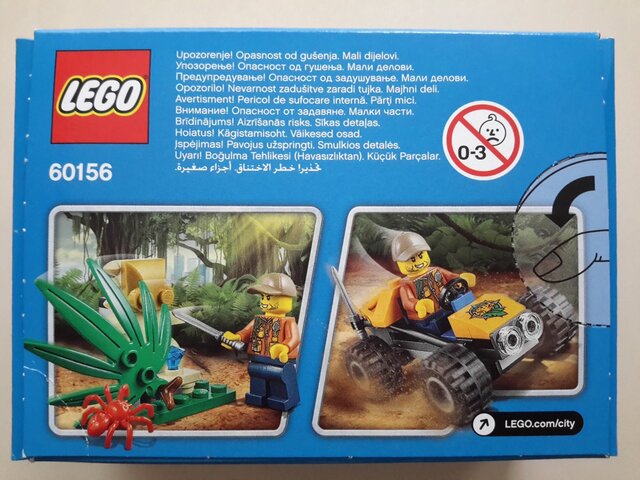 LEGO
60156
Upozorenje! Opasnost od gušenja. Mali dijelovi.
Упозорење! Опасност од гушења. Мали делови.
Предупредување! Опасност од задушување. Мали делови.
Opozorilo! Nevarnost zadušitve zaradi tujka. Majhni deli.
Avertisment! Pericol de sufocare internă. Părţi mici.
Внимание! Опасност от задавяне. Малки части.
Brīdinājums! Aizrīšanās risks. Sīkas detaļas.
Hoiatus! Kägistamisoht. Väikesed osad.
Įspėjimas! Pavojus užspringti. Smulkios detalės.
Uyarı! Boğulma Tehlikesi (Havasızlıktan). Küçük Parçalar.
تحذير! خطر الاختناق. أجزاء صغيرة.
0-3
LEGO.com/city